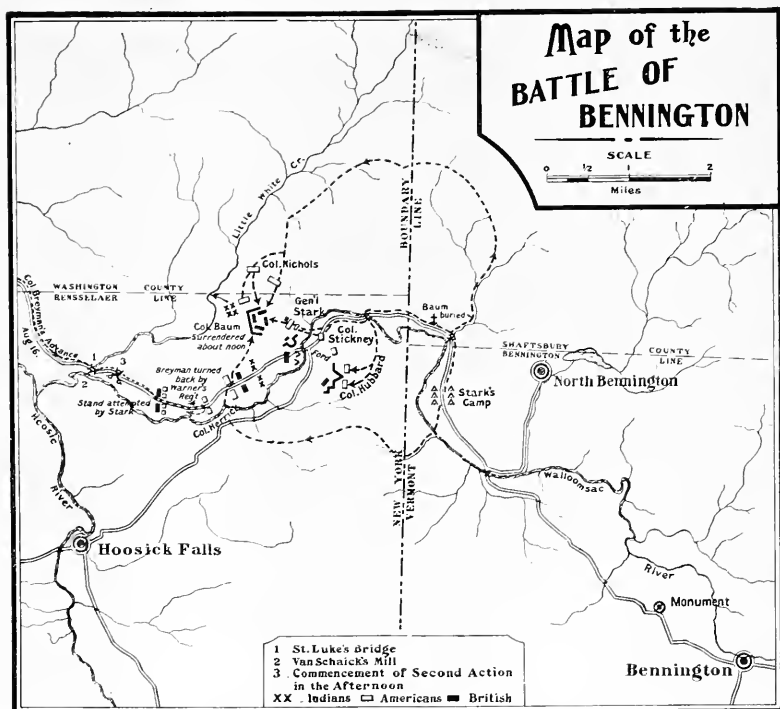 Map of the
BATTLE OF
BENNINGTON
SCALE
0 1/2 1 2
Miles
BOUNDARY
LINE
Little White Cr.
Col. Nichols
WASHINGTON COUNTY
RENSSELAER LINE
Gen'l
Stark
Baum
buried
Col. Baum
Surrendered
about noon
Col.
Stickney
ford
Col. Breyman's Advance
Aug 16.
1
3
2
Breyman turned
back by
Warner's
Reg't
Col. Hubbard
SHAFTSBURY COUNTY
BENNINGTON LINE
North Bennington
Stark's
Camp
Stand attempted
by Stark
Col. Herrick
Hoosic
River
NEW YORK
VERMONT
Walloomsac
River
Hoosick Falls
Monument
Bennington
1 St. Luke's Bridge
2 Van Schaick's Mill
3 . Commencement of Second Action
in the Afternoon
XX . Indians Americans British